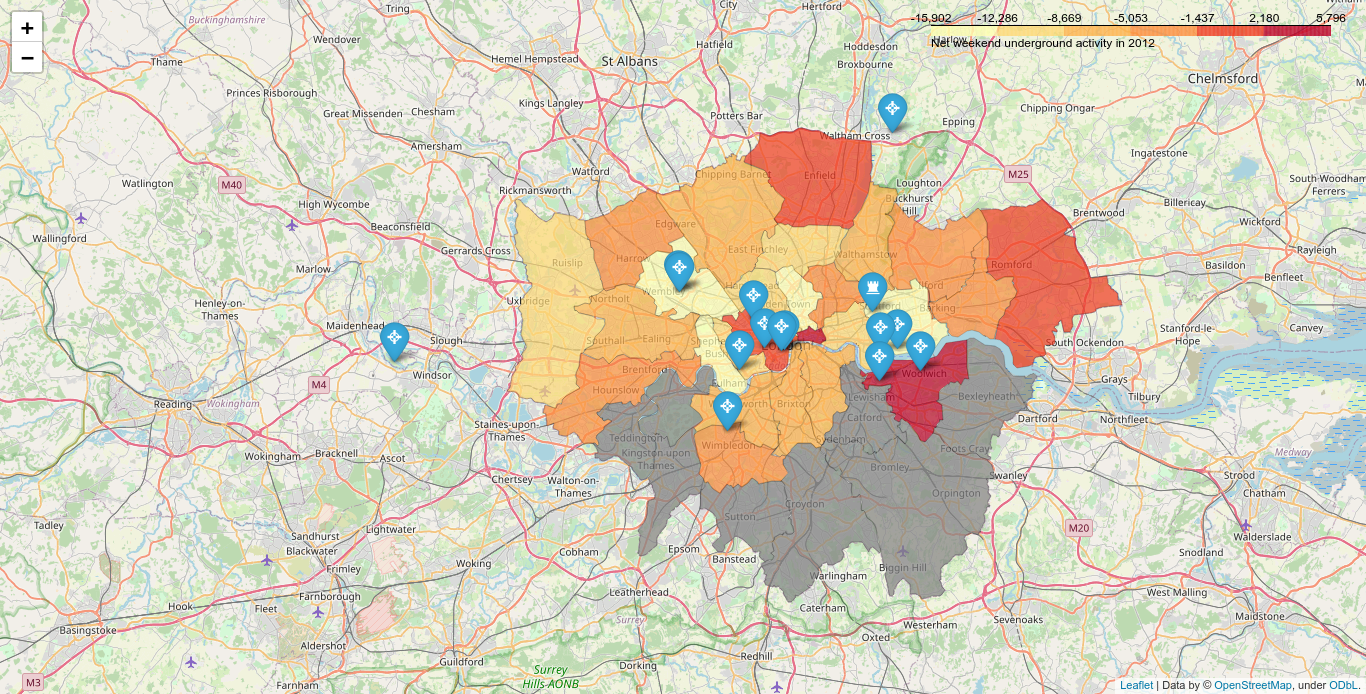 +
−
-15,902 -12,286 -8,669 -5,053 -1,437 2,180 5,796
Net weekend underground activity in 2012
Tring
City
Hertford
Buckinghamshire
Wendover
Hatfield
Hoddesdon
Harlow
Thame
Hemel Hempstead
St Albans
Broxbourne
Chelmsford
Princes Risborough
Kings Langley
Great Missenden
Chesham
Potters Bar
Chipping Ongar
Epping
Waltham Cross
Amersham
Ingatestone
Watford
Chipping Barnet
Enfield
M25
South Woodham
Ferrers
Watlington
M40
Rickmansworth
Loughton
Buckhurst
Hill
High Wycombe
Billericay
Brentwood
Beaconsfield
Edgware
Wickford
Wallingford
Gerrards Cross
Harrow
East Finchley
Walthamstow
Rayleigh
Ruislip
Romford
Basildon
Marlow
Benfleet
Wembley
Ilford
Henley-on-
Thames
Uxbridge
Northolt
Barking
Maidenhead
Slough
Southall
Ealing
Stanford-le-
Hope
Canvey
South Ockendon
Windsor
Brentford
Woolwich
Grays
M4
Hounslow
Fulham
Tilbury
Reading
Wokingham
Brixton
Lewisham
Bexleyheath
Catford
Dartford
Northfleet
Staines-upon-
Thames
Teddington
Wimbledon
Sydenham
Foots Cray
Kingston upon
Thames
Medway
Wokingham
Bracknell
Ascot
Bromley
Swanley
Strood
Chertsey
Walton-on-
Thames
Orpington
Chatham
Croydon
Sutton
Tadley
Lightwater
M20
Sandhurst
Blackwater
Walderslade
Cobham
Epsom
Snodland
Frimley
Woking
Banstead
Biggin Hill
Warlingham
Farnborough
Leatherhead
West Malling
Hook
Fleet
Caterham
Maidstone
Surrey
Westerham
Sevenoaks
Basingstoke
Oxted
Aldershot
Redhill
Guildford
Dorking
Surrey
Hills AONB
M3
Farnham
Leaflet | Data by © OpenStreetMap, under ODbL.